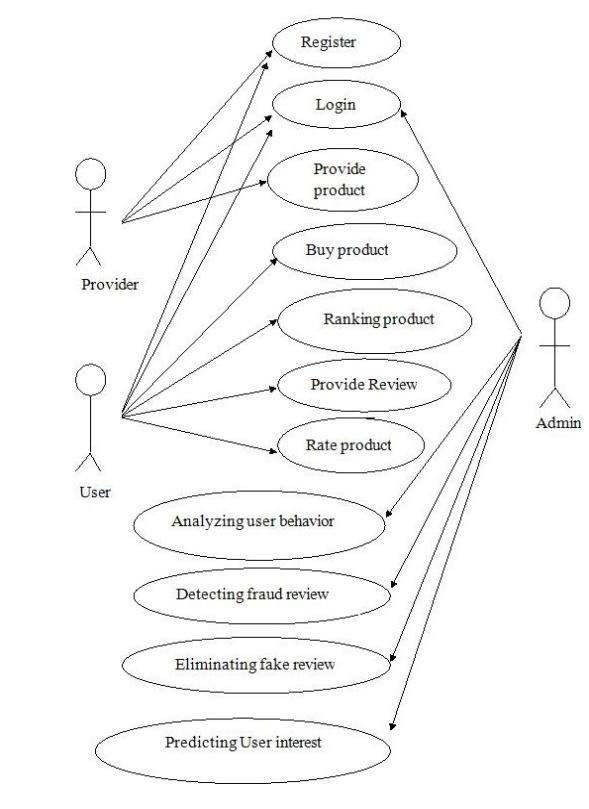 Register
Login
Provide
product
Provider
Buy product
Ranking product
Provide Review
Admin
Rate product
User
Analyzing user behavior
Detecting fraud review
Eliminating fake review
Predicting User interest